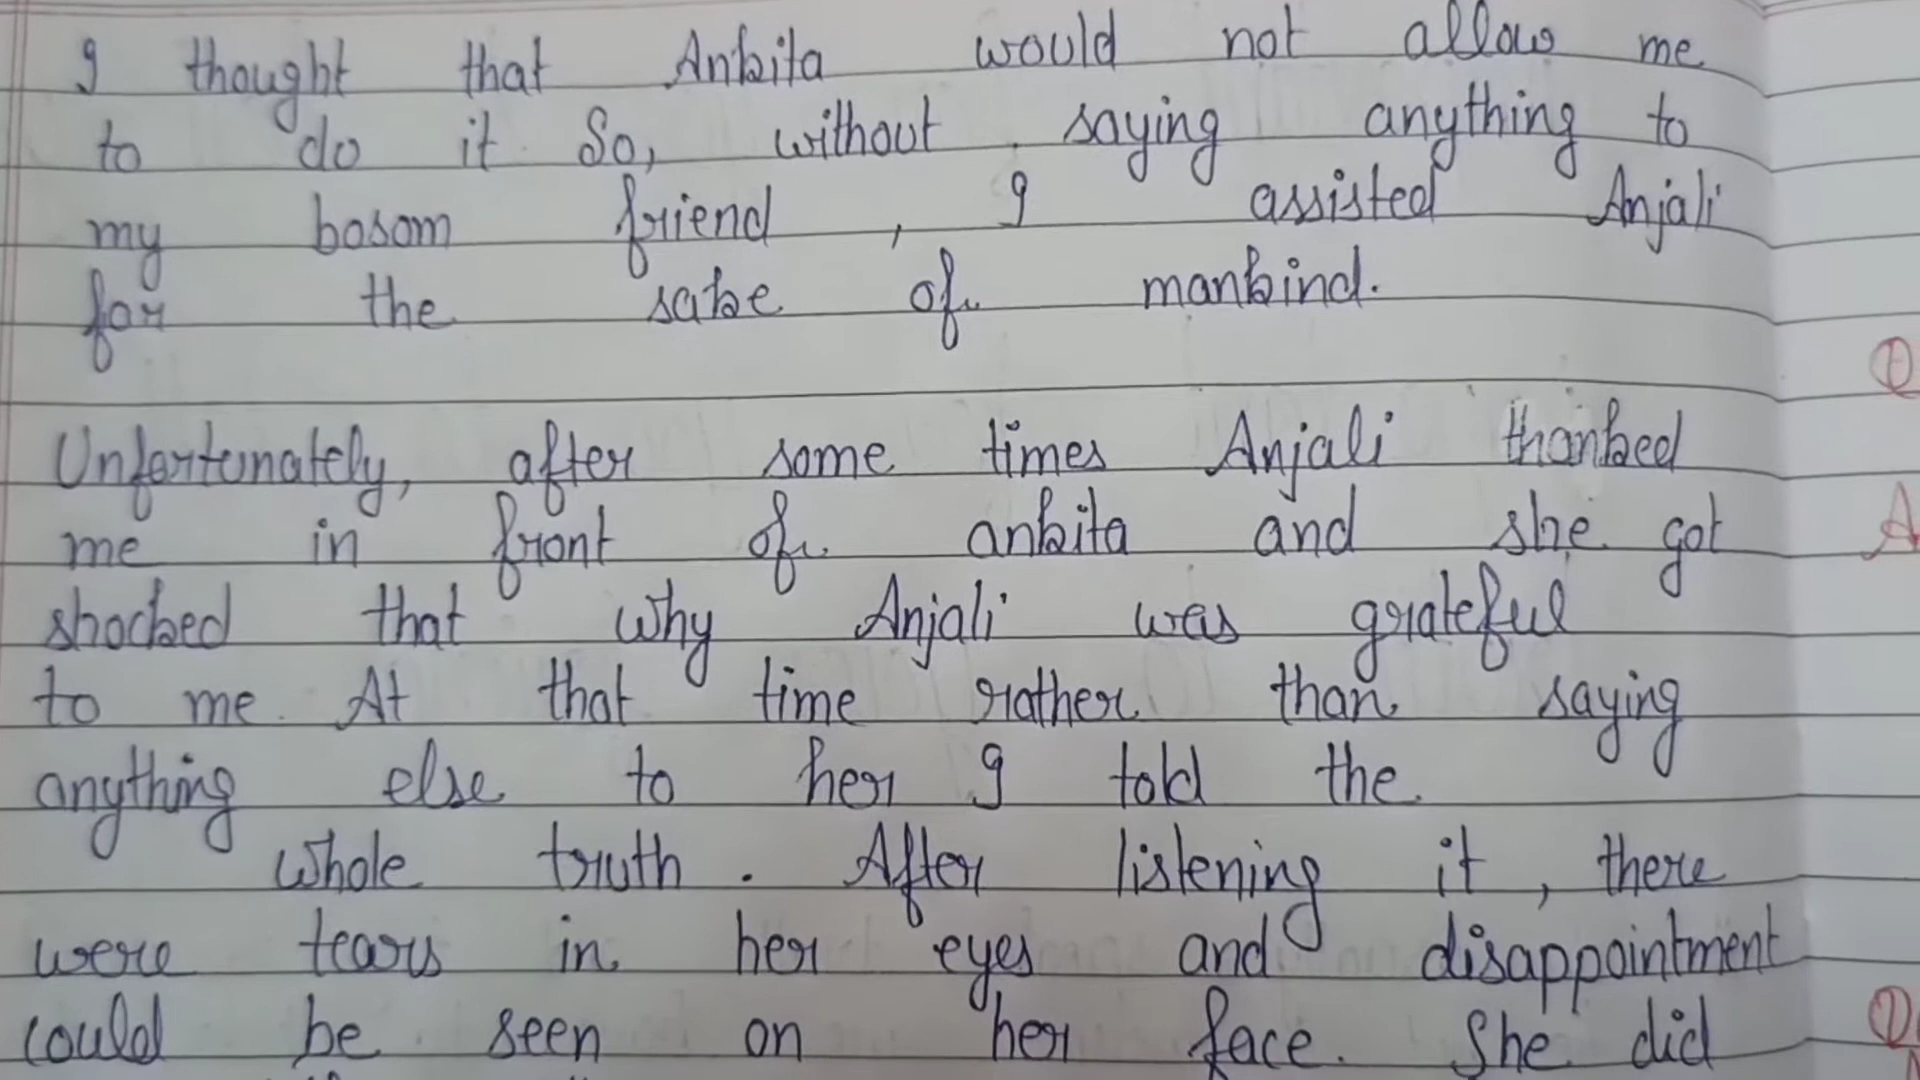 I thought that Ankita would not allow me
to do it So, without saying anything to
my bosom friend , I assisted Anjali
for the sake of mankind.
Unfortunately, after some times Anjali thanked
me in front of ankita and she got
shocked that why Anjali was grateful
to me. At that time rather than saying
anything else to her I told the
whole truth . After listening it , there
were tears in her eyes and disappointment
could be seen on her face. She did